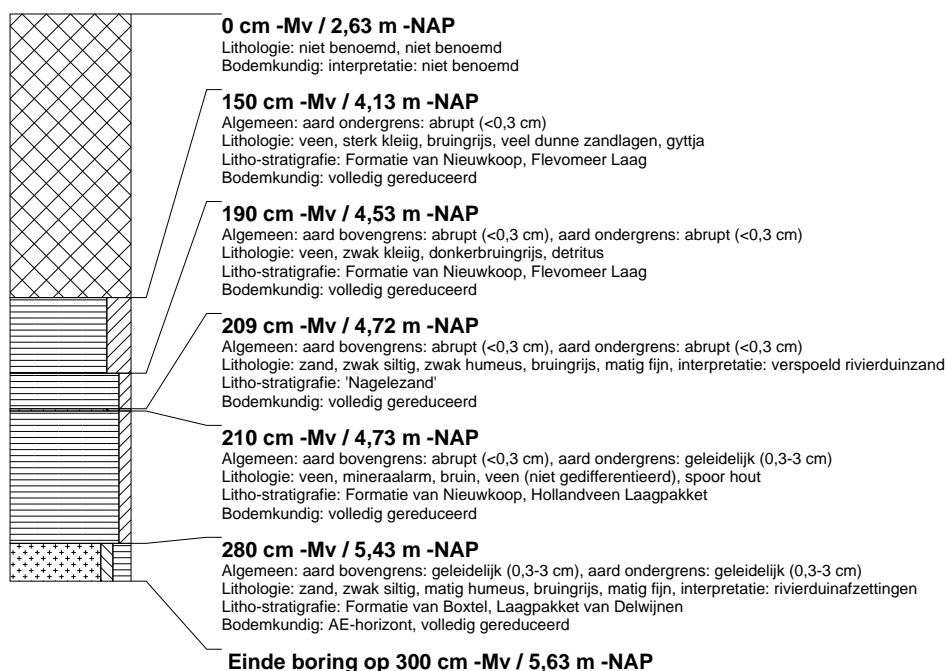 0 cm -Mv / 2,63 m -NAP
Lithologie: niet benoemd, niet benoemd
Bodemkundig: interpretatie: niet benoemd
150 cm -Mv / 4,13 m -NAP
Algemeen: aard ondergrens: abrupt (<0,3 cm)
Lithologie: veen, sterk kleiig, bruingrijs, veel dunne zandlagen, gyttja
Litho-stratigrafie: Formatie van Nieuwkoop, Flevomeer Laag
Bodemkundig: volledig gereduceerd
190 cm -Mv / 4,53 m -NAP
Algemeen: aard bovengrens: abrupt (<0,3 cm), aard ondergrens: abrupt (<0,3 cm)
Lithologie: veen, zwak kleiig, donkerbruingrijs, detritus
Litho-stratigrafie: Formatie van Nieuwkoop, Flevomeer Laag
Bodemkundig: volledig gereduceerd
209 cm -Mv / 4,72 m -NAP
Algemeen: aard bovengrens: abrupt (<0,3 cm), aard ondergrens: abrupt (<0,3 cm)
Lithologie: zand, zwak siltig, zwak humeus, bruingrijs, matig fijn, interpretatie: verspoeld rivierduinzand
Litho-stratigrafie: 'Nagelezand'
Bodemkundig: volledig gereduceerd
210 cm -Mv / 4,73 m -NAP
Algemeen: aard bovengrens: abrupt (<0,3 cm), aard ondergrens: geleidelijk (0,3-3 cm)
Lithologie: veen, mineraalarm, bruin, veen (niet gedifferentieerd), spoor hout
Litho-stratigrafie: Formatie van Nieuwkoop, Hollandveen Laagpakket
Bodemkundig: volledig gereduceerd
280 cm -Mv / 5,43 m -NAP
Algemeen: aard bovengrens: geleidelijk (0,3-3 cm), aard ondergrens: geleidelijk (0,3-3 cm)
Lithologie: zand, zwak siltig, matig humeus, bruingrijs, matig fijn, interpretatie: rivierduinafzettingen
Litho-stratigrafie: Formatie van Boxtel, Laagpakket van Delwijnen
Bodemkundig: AE-horizont, volledig gereduceerd
Einde boring op 300 cm -Mv / 5,63 m -NAP